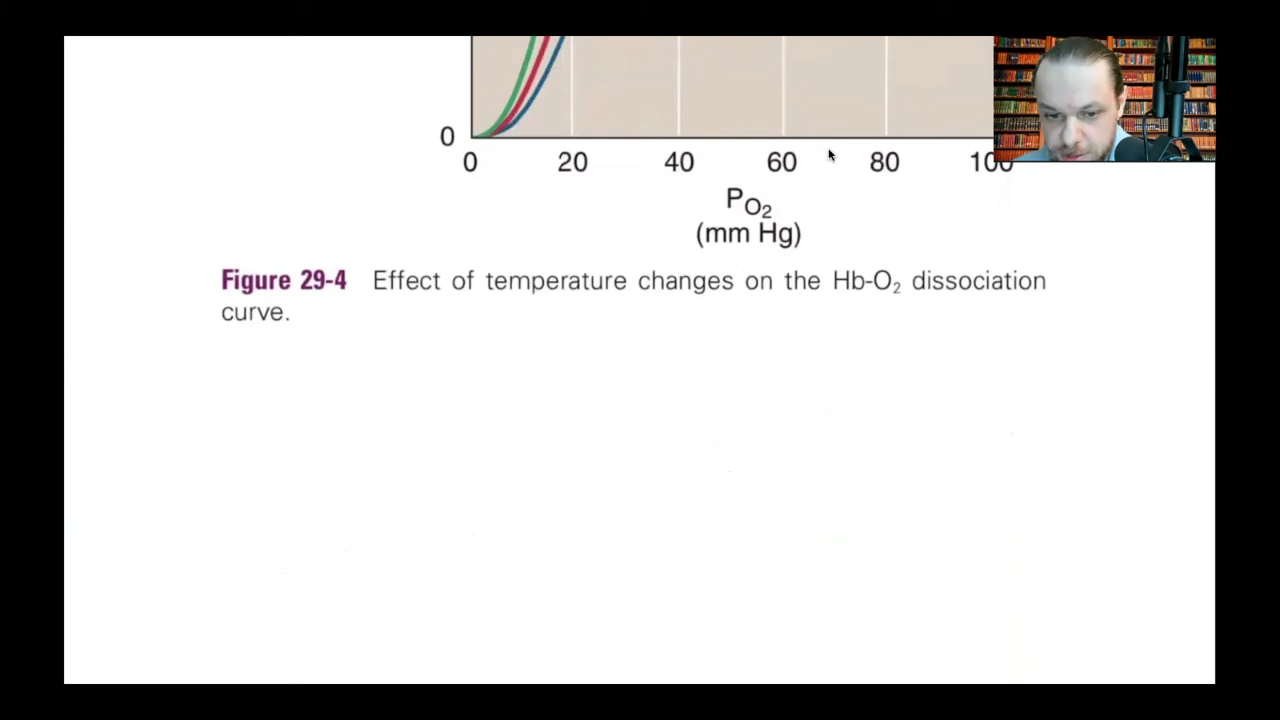 0
0 20 40 60 80 100
PO₂
(mm Hg)
Figure 29-4 Effect of temperature changes on the Hb-O₂ dissociation
curve.